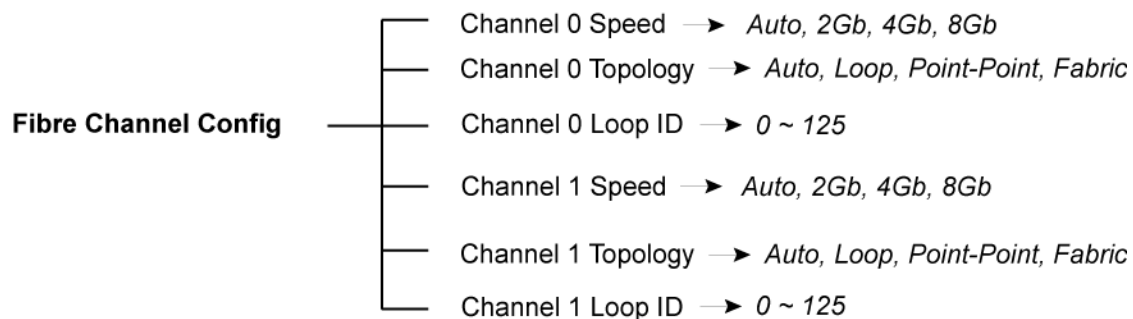 Channel 0 Speed Auto, 2Gb, 4Gb, 8Gb
Channel 0 Topology Auto, Loop, Point-Point, Fabric
Fibre Channel Config Channel 0 Loop ID 0 ~ 125
Channel 1 Speed Auto, 2Gb, 4Gb, 8Gb
Channel 1 Topology Auto, Loop, Point-Point, Fabric
Channel 1 Loop ID 0 ~ 125